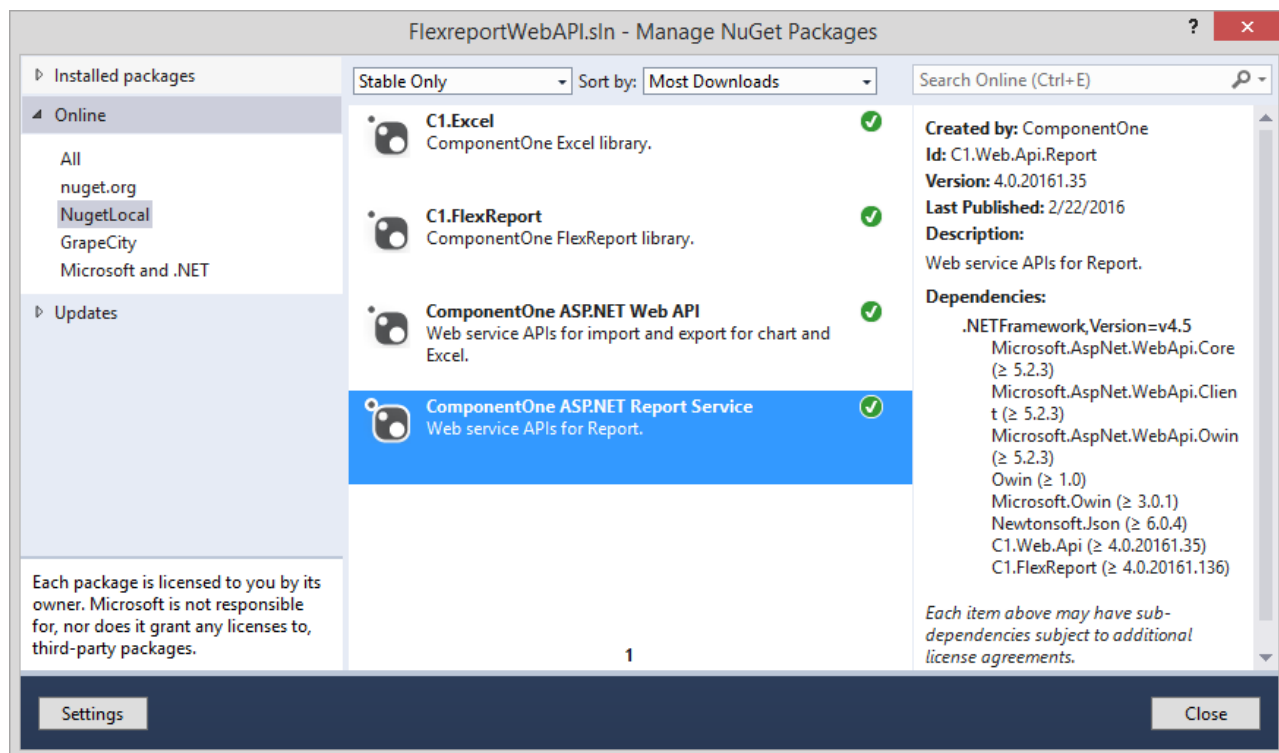 FlexreportWebAPI.sln - Manage NuGet Packages
?
×
Installed packages
Online
All
nuget.org
NugetLocal
GrapeCity
Microsoft and .NET
Updates
Each package is licensed to you by its
owner. Microsoft is not responsible
for, nor does it grant any licenses to,
third-party packages.
Stable Only
Sort by:
Most Downloads
C1.Excel
ComponentOne Excel library.
C1.FlexReport
ComponentOne FlexReport library.
ComponentOne ASP.NET Web API
Web service APIs for import and export for chart and
Excel.
ComponentOne ASP.NET Report Service
Web service APIs for Report.
1
Search Online (Ctrl+E)
Created by: ComponentOne
Id: C1.Web.Api.Report
Version: 4.0.20161.35
Last Published: 2/22/2016
Description:
Web service APIs for Report.
Dependencies:
.NETFramework,Version=v4.5
Microsoft.AspNet.WebApi.Core
(≥ 5.2.3)
Microsoft.AspNet.WebApi.Clien
t (≥ 5.2.3)
Microsoft.AspNet.WebApi.Owin
(≥ 5.2.3)
Owin (≥ 1.0)
Microsoft.Owin (≥ 3.0.1)
Newtonsoft.Json (≥ 6.0.4)
C1.Web.Api (≥ 4.0.20161.35)
C1.FlexReport (≥ 4.0.20161.136)
Each item above may have sub-
dependencies subject to additional
license agreements.
Settings
Close